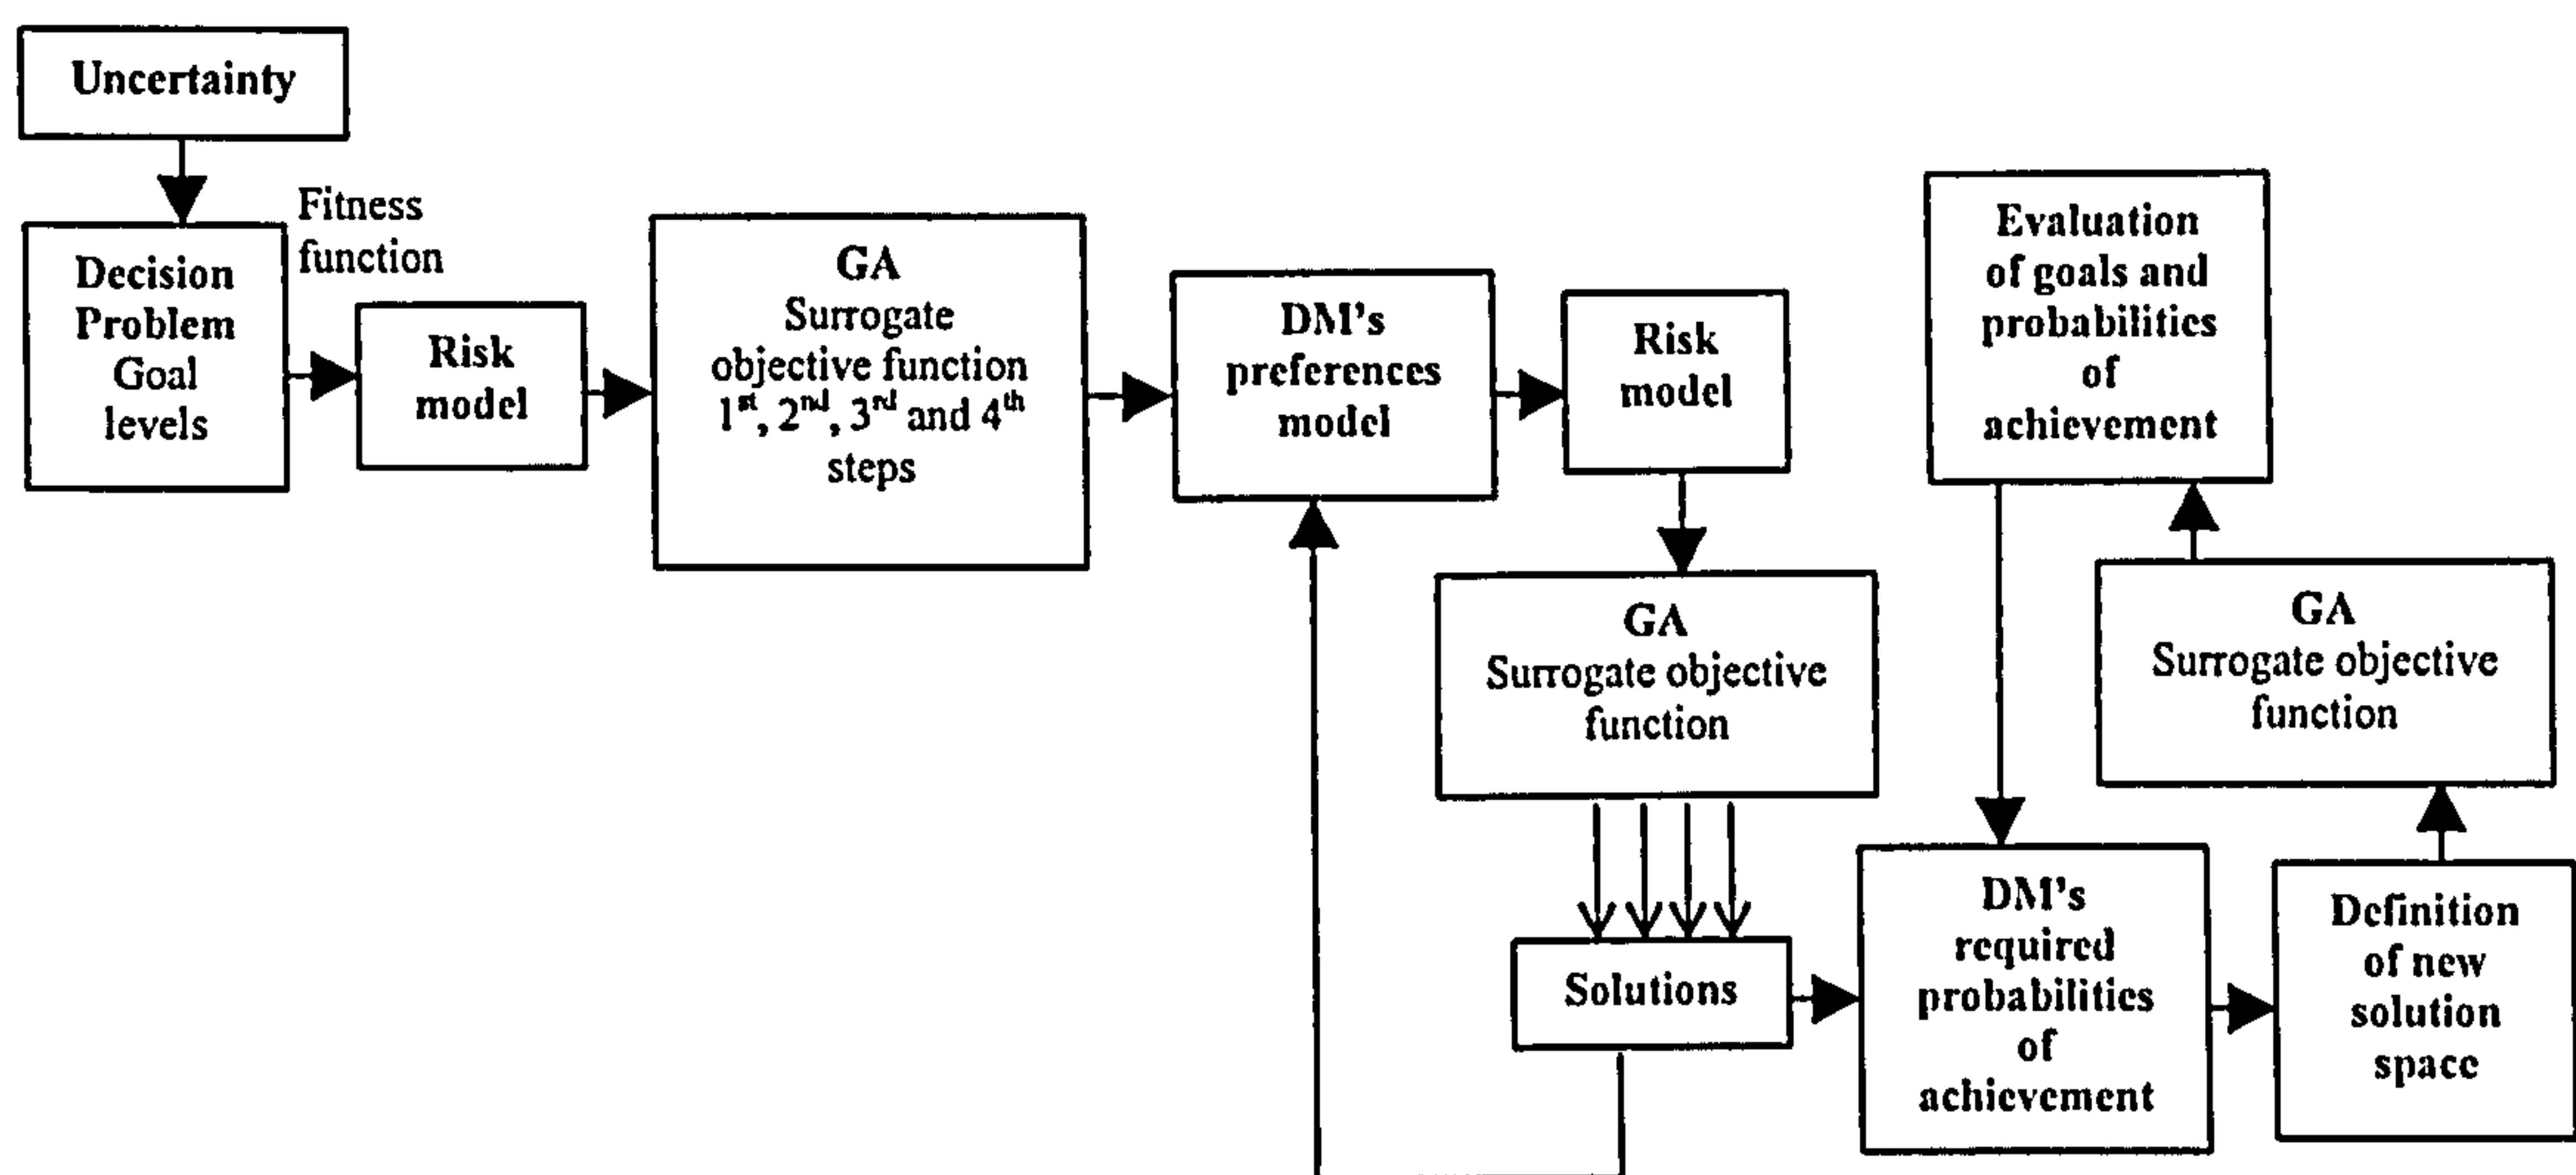 Uncertainty
Fitness
function
Decision
Problem
Goal
levels
Risk
model
GA
Surrogate
objective function
1st, 2nd, 3rd and 4th
steps
DM's
preferences
model
Risk
model
GA
Surrogate objective
function
Solutions
Evaluation
of goals and
probabilities
of
achievement
DM's
required
probabilities
of
achievement
GA
Surrogate objective
function
Definition
of new
solution
space